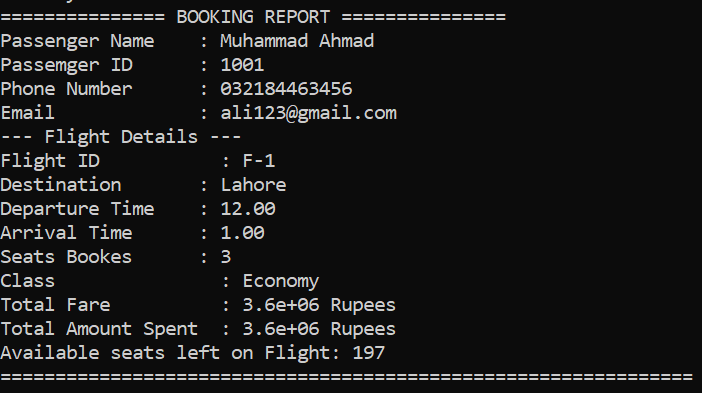 =============== BOOKING REPORT ===============
Passenger Name    : Muhammad Ahmad
Passemger ID      : 1001
Phone Number      : 032184463456
Email             : ali123@gmail.com
--- Flight Details ---
Flight ID           : F-1
Destination       : Lahore
Departure Time    : 12.00
Arrival Time      : 1.00
Seats Bookes      : 3
Class               : Economy
Total Fare          : 3.6e+06 Rupees
Total Amount Spent  : 3.6e+06 Rupees
Available seats left on Flight: 197
===============================================================